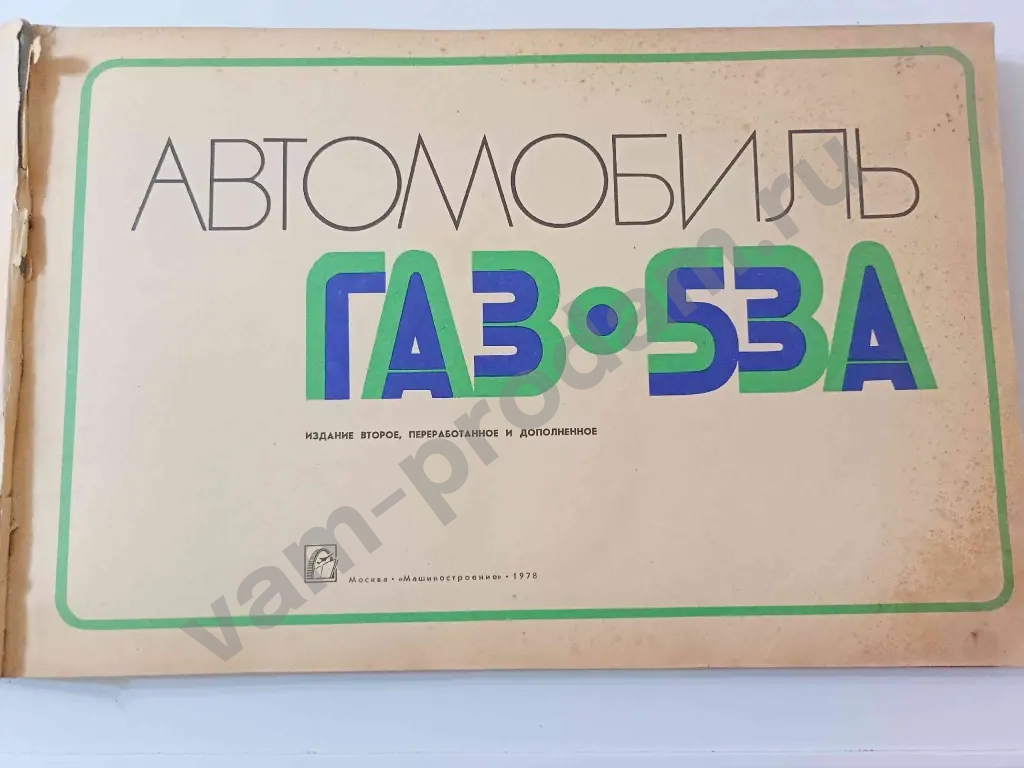 АВТОМОБИЛЬ
ГАЗ·53А
ИЗДАНИЕ ВТОРОЕ, ПЕРЕРАБОТАННОЕ И ДОПОЛНЕННОЕ
Москва · «Машиностроение» · 1978
vam-prodam.ru